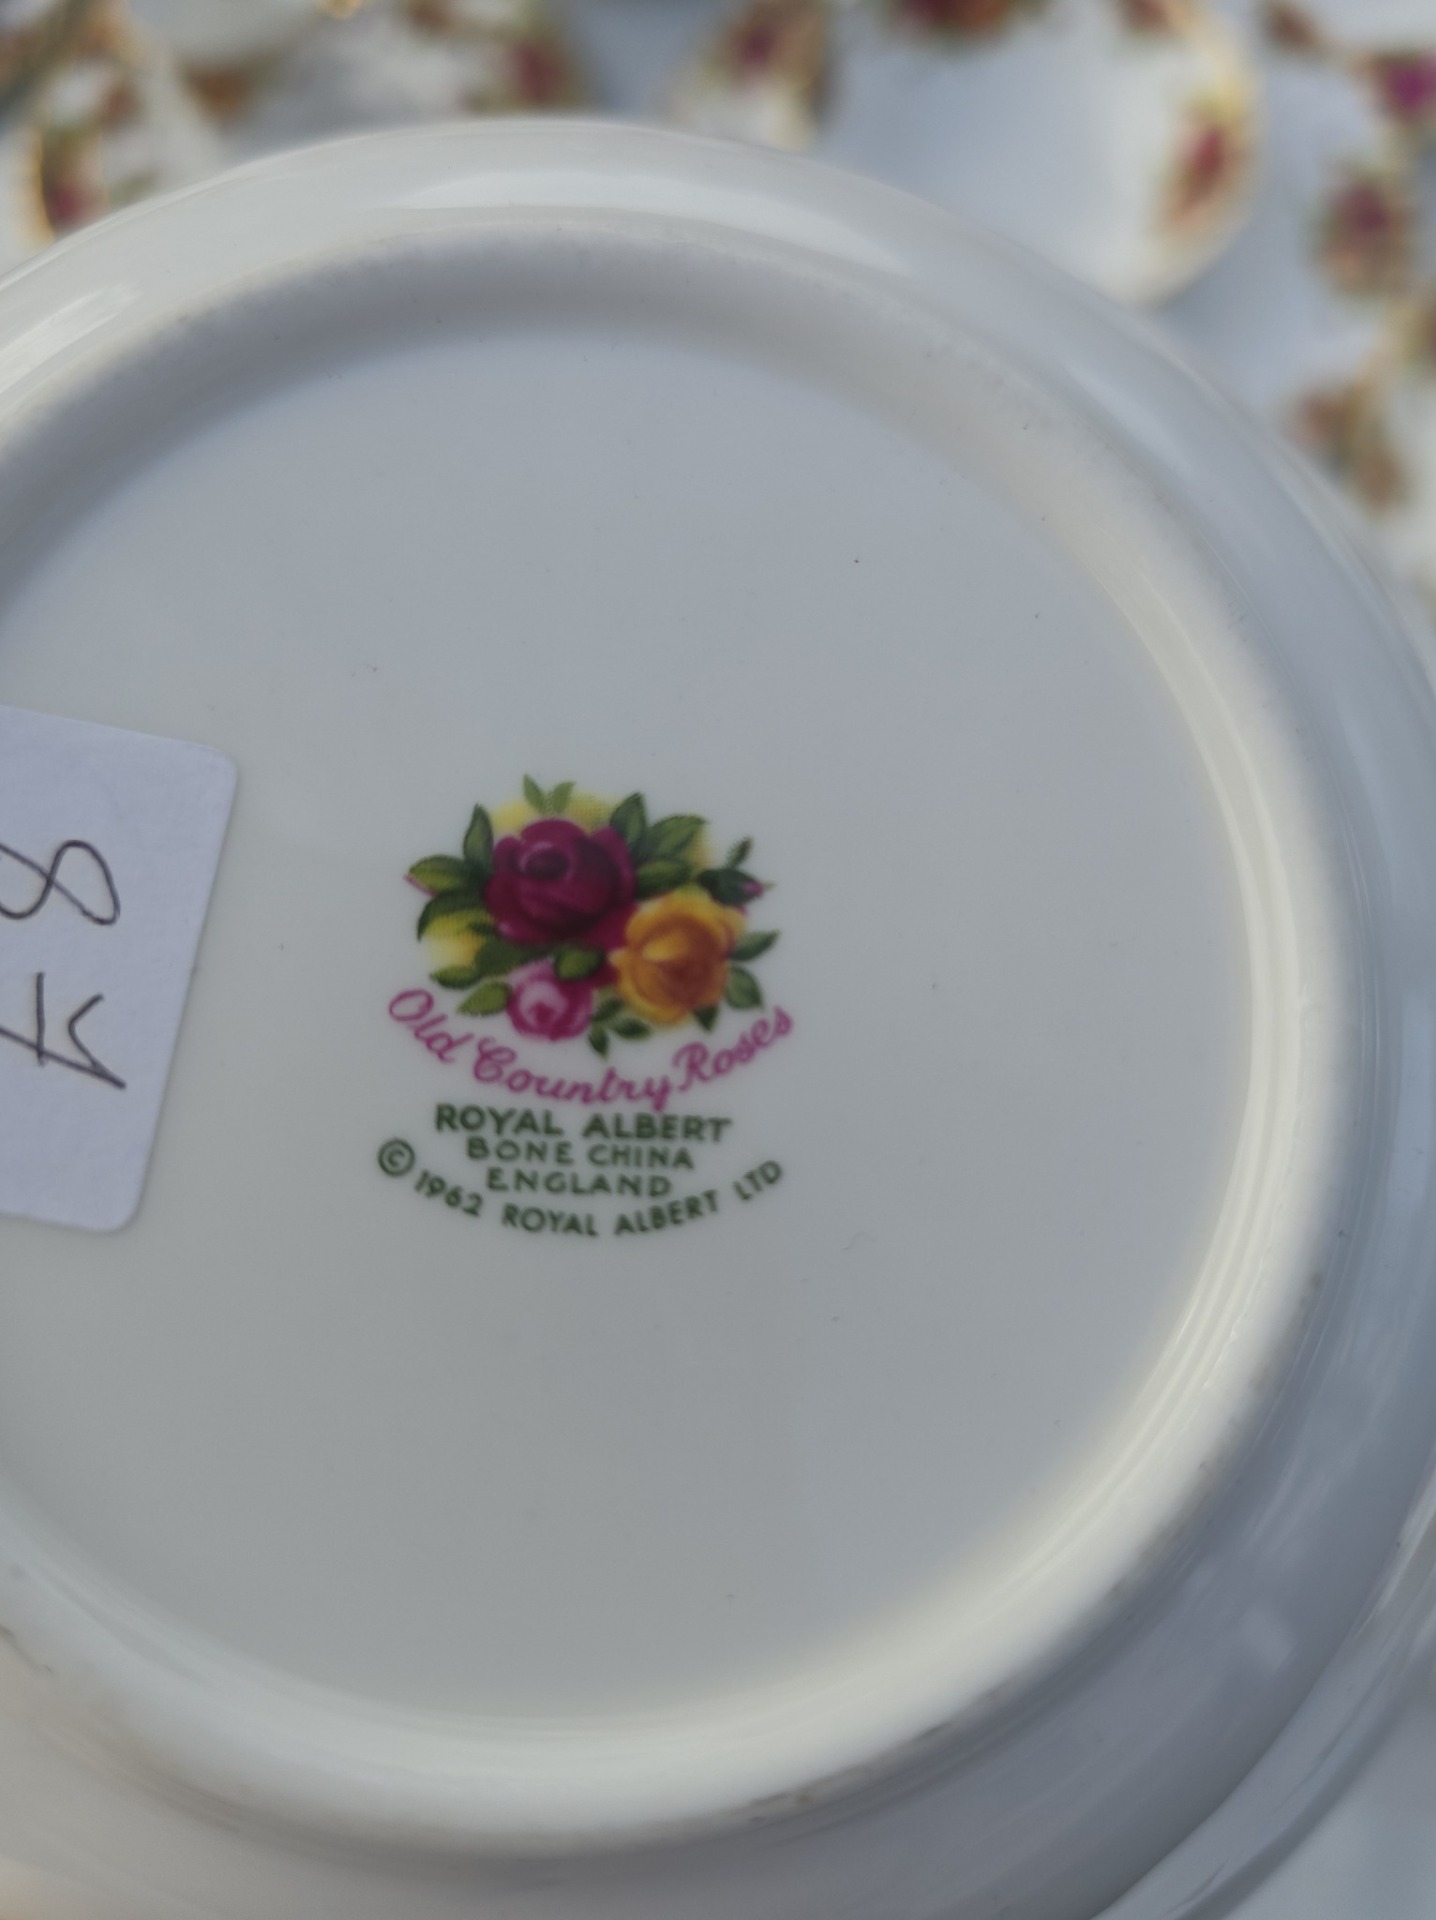 Old Country Roses
ROYAL ALBERT
BONE CHINA
ENGLAND
© 1962 ROYAL ALBERT LTD